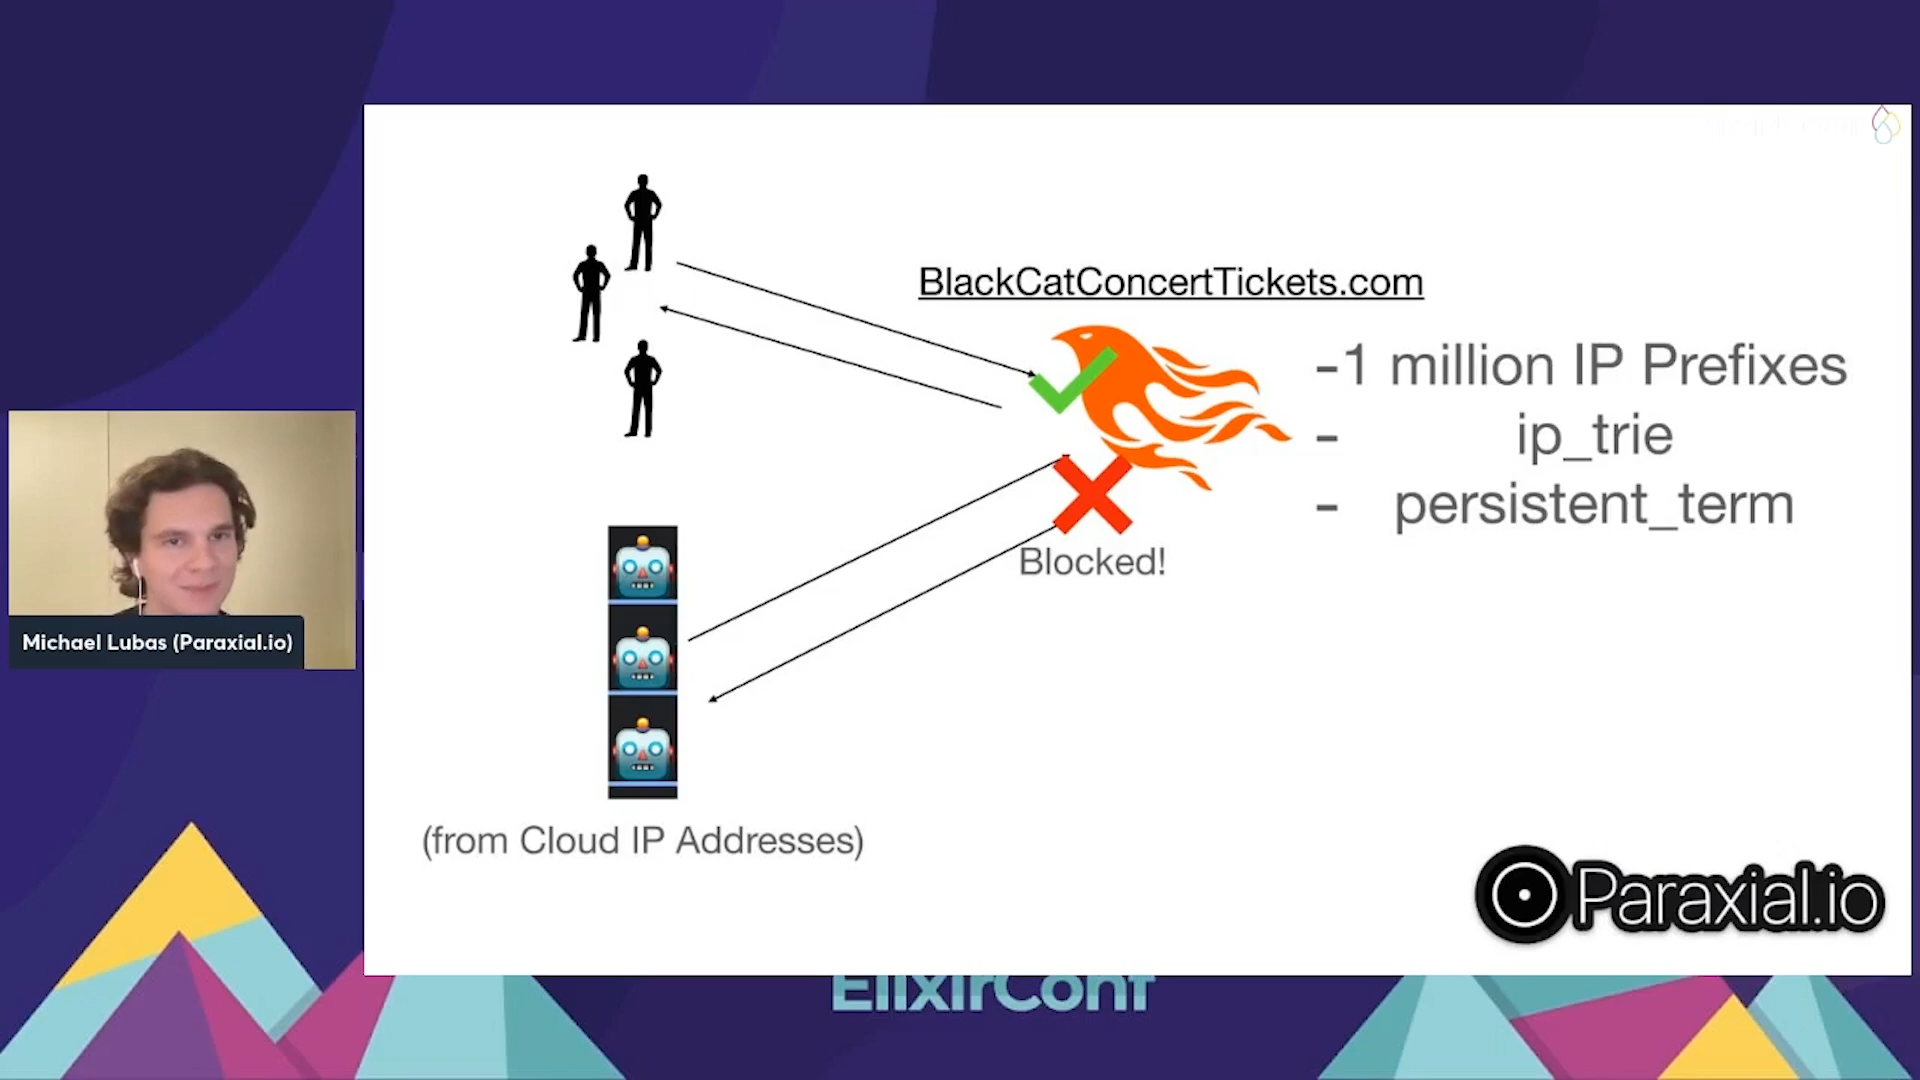 BlackCatConcertTickets.com
-1 million IP Prefixes
- ip_trie
- persistent_term
Blocked!
Michael Lubas (Paraxial.io)
(from Cloud IP Addresses)
Paraxial.io
ElixirConf